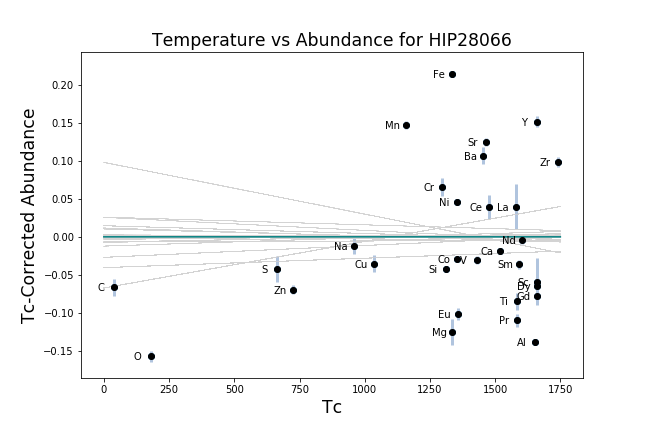 Temperature vs Abundance for HIP28066
Tc-Corrected Abundance
0.20
0.15
0.10
0.05
0.00
−0.05
−0.10
−0.15
Fe
Mn
Y
Sr
Ba
Zr
Cr
Ni
Ce
La
Nd
Na
Ca
Co
V
Cu
Sm
S
Si
Sc
Dy
C
Zn
Gd
Ti
Eu
Pr
Mg
Al
O
0
250
500
750
1000
1250
1500
1750
Tc